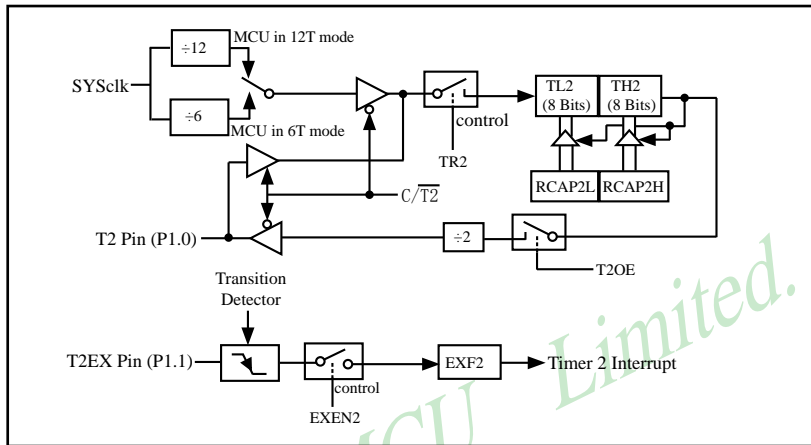 MCU in 12T mode
÷12
SYSclk
÷6
MCU in 6T mode
TL2
(8 Bits)
TH2
(8 Bits)
control
TR2
RCAP2L
RCAP2H
C/T2
T2 Pin (P1.0)
÷2
T2OE
Transition
Detector
T2EX Pin (P1.1)
control
EXEN2
EXF2
Timer 2 Interrupt
MCU Limited.